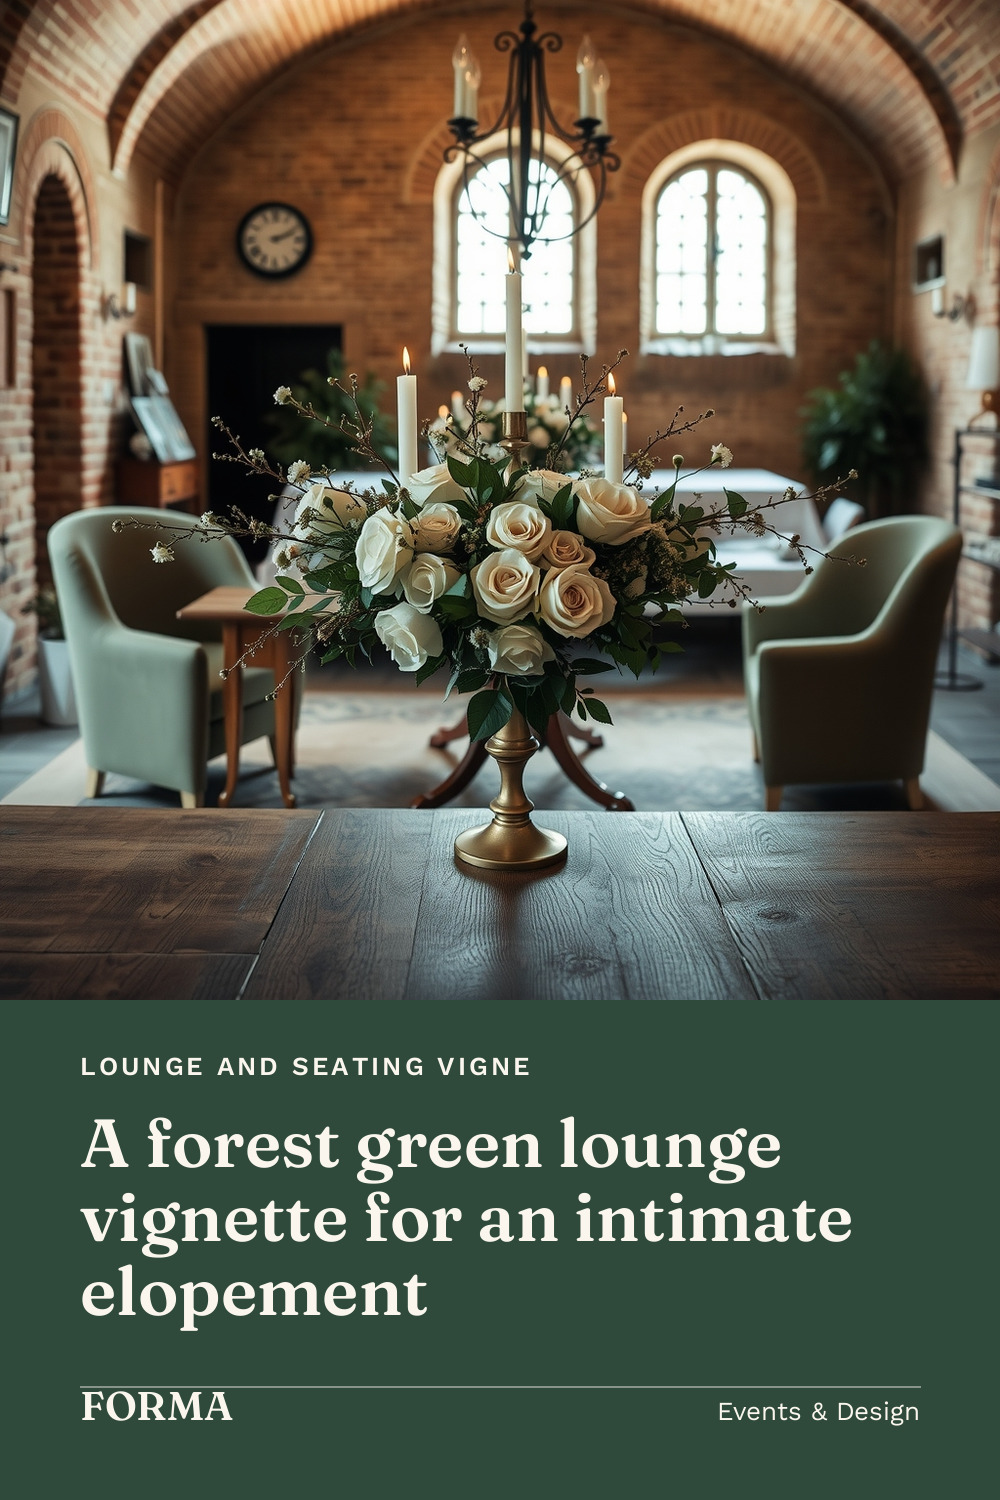 LOUNGE AND SEATING VIGNE
A forest green lounge
vignette for an intimate
elopement
FORMA
Events & Design